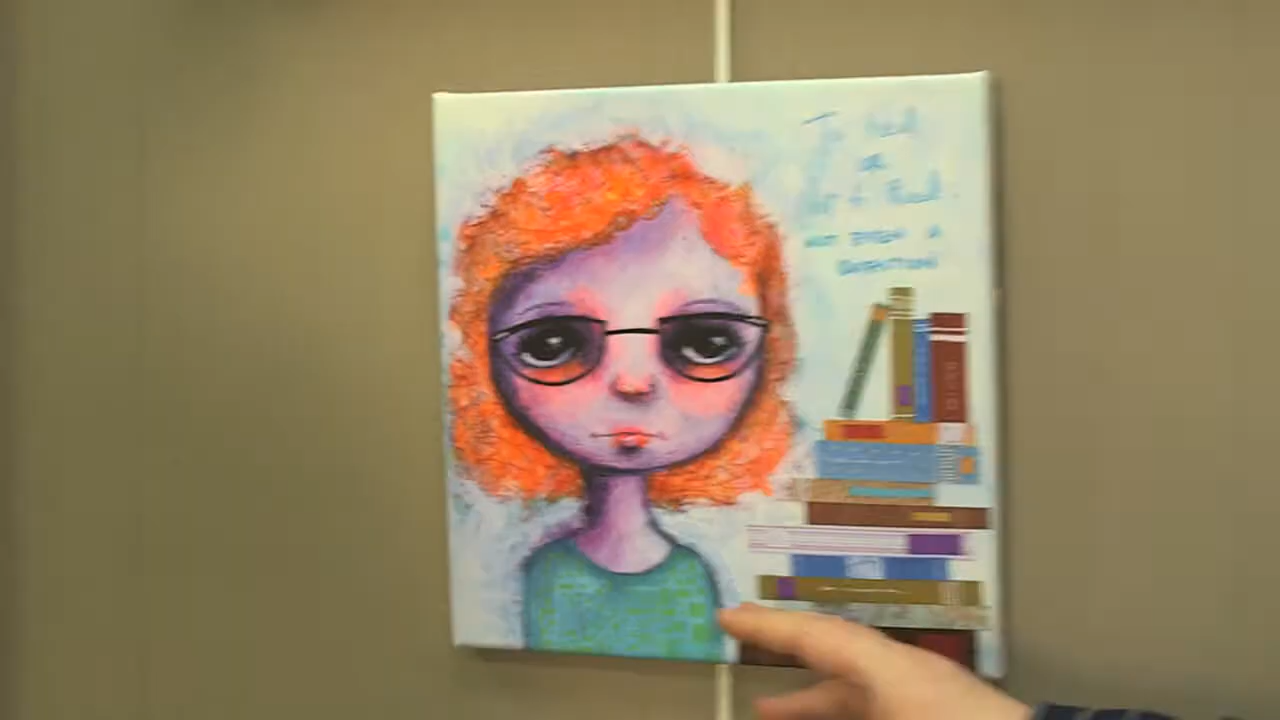 To Read
or
Not to Read
NOT EVEN A
QUESTION